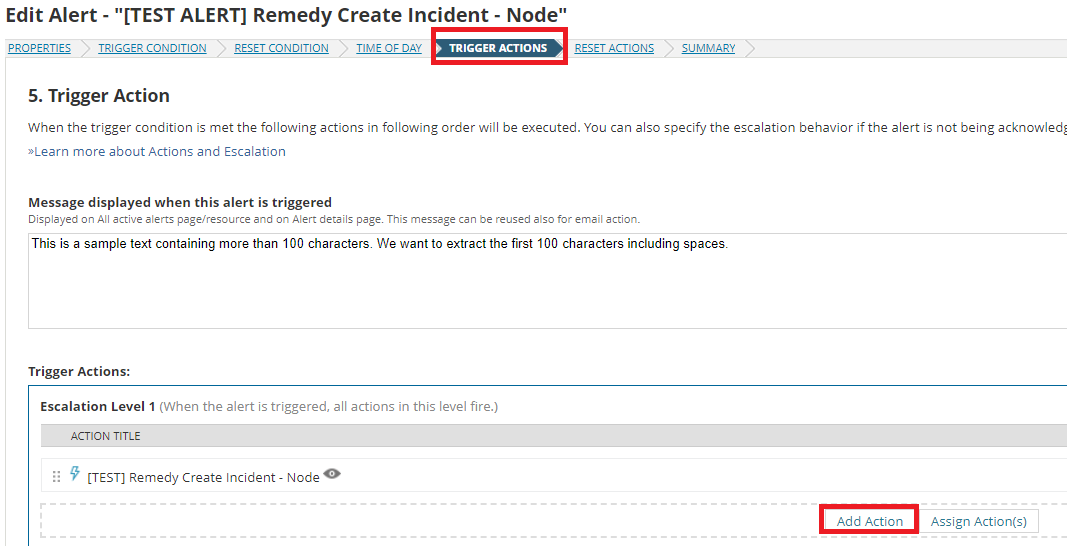 Edit Alert - "[TEST ALERT] Remedy Create Incident - Node"
PROPERTIES TRIGGER CONDITION RESET CONDITION TIME OF DAY TRIGGER ACTIONS RESET ACTIONS SUMMARY
5. Trigger Action
When the trigger condition is met the following actions in following order will be executed. You can also specify the escalation behavior if the alert is not being acknowledg
»Learn more about Actions and Escalation
Message displayed when this alert is triggered
Displayed on All active alerts page/resource and on Alert details page. This message can be reused also for email action.
This is a sample text containing more than 100 characters. We want to extract the first 100 characters including spaces.
Trigger Actions:
Escalation Level 1 (When the alert is triggered, all actions in this level fire.)
ACTION TITLE
[TEST] Remedy Create Incident - Node
Add Action Assign Action(s)